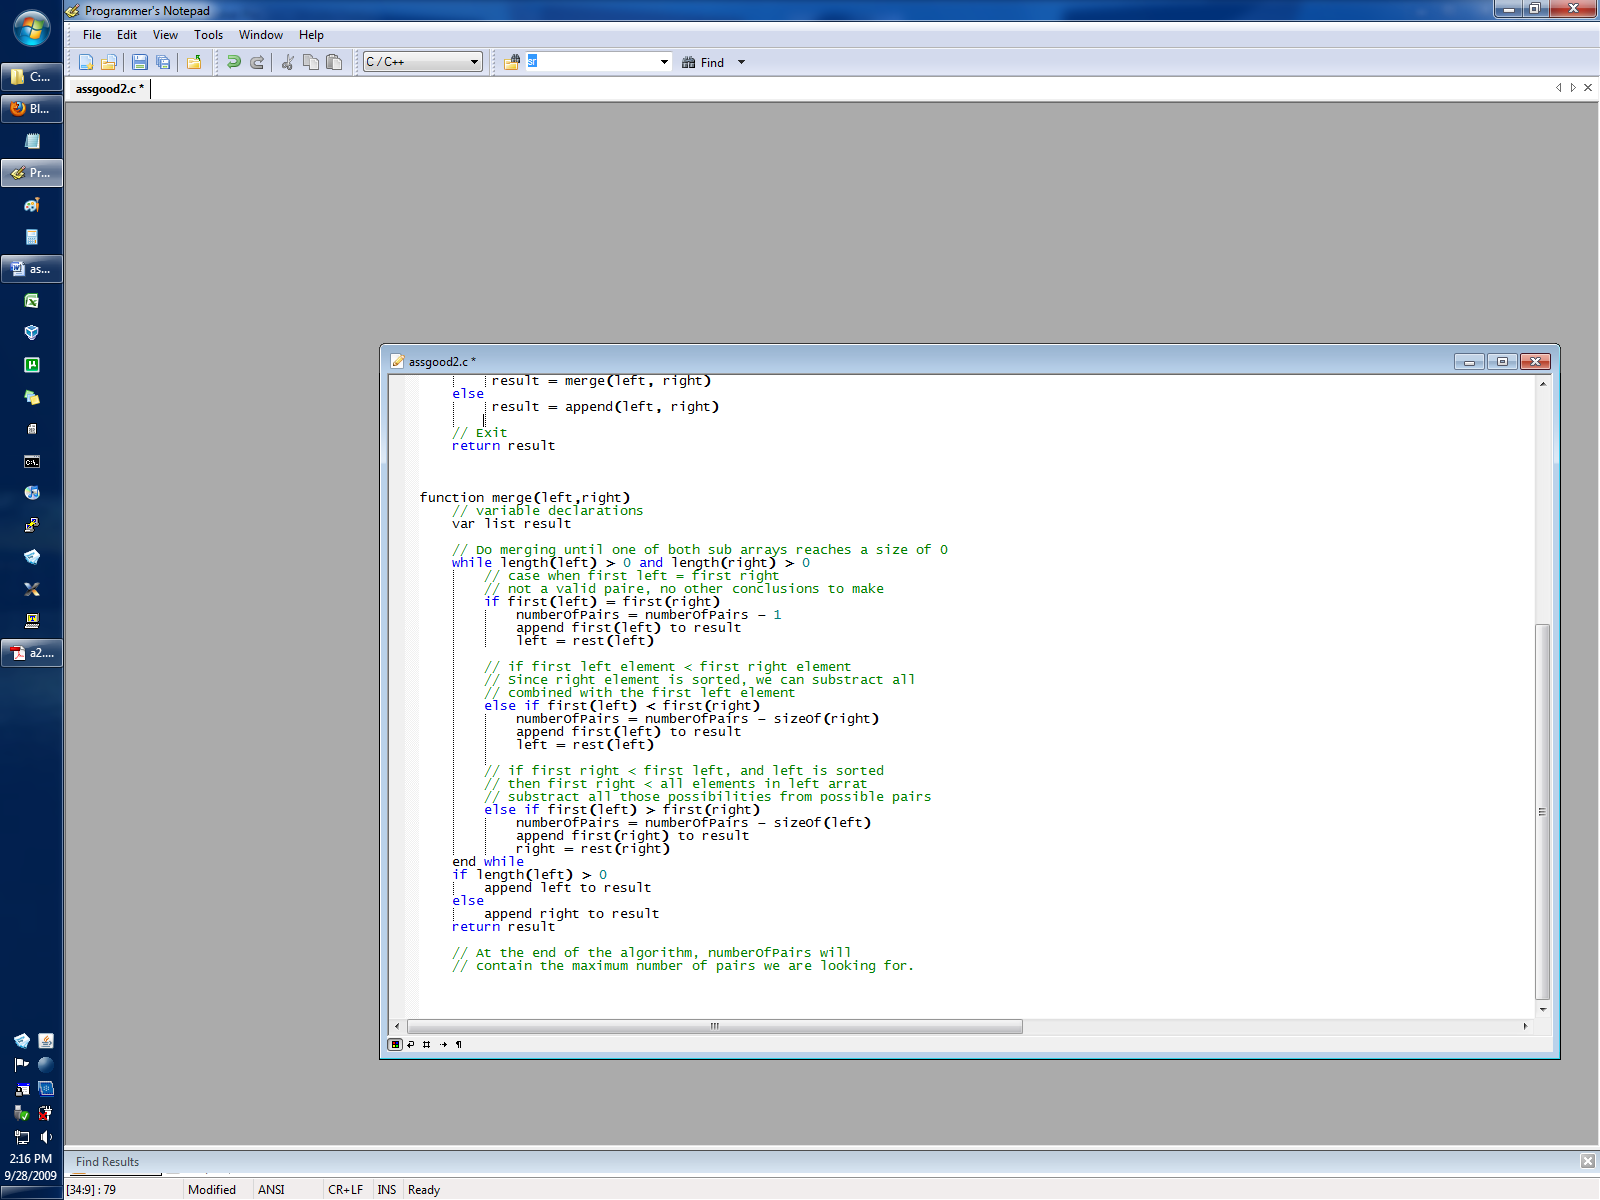 Programmer's Notepad
File Edit View Tools Window Help
C / C++
sr
Find
assgood2.c *
C:...
Bl...
Pr...
as...
a2....
assgood2.c *
result = merge(left, right)
else
result = append(left, right)
// Exit
return result
function merge(left,right)
// variable declarations
var list result
// Do merging until one of both sub arrays reaches a size of 0
while length(left) > 0 and length(right) > 0
// case when first left = first right
// not a valid paire, no other conclusions to make
if first(left) = first(right)
numberOfPairs = numberOfPairs - 1
append first(left) to result
left = rest(left)
// if first left element < first right element
// Since right element is sorted, we can substract all
// combined with the first left element
else if first(left) < first(right)
numberOfPairs = numberOfPairs - sizeOf(right)
append first(left) to result
left = rest(left)
// if first right < first left, and left is sorted
// then first right < all elements in left arrat
// substract all those possibilities from possible pairs
else if first(left) > first(right)
numberOfPairs = numberOfPairs - sizeOf(left)
append first(right) to result
right = rest(right)
end while
if length(left) > 0
append left to result
else
append right to result
return result
// At the end of the algorithm, numberOfPairs will
// contain the maximum number of pairs we are looking for.
2:16 PM
9/28/2009
Find Results
[34:9] : 79 Modified ANSI CR+LF INS Ready